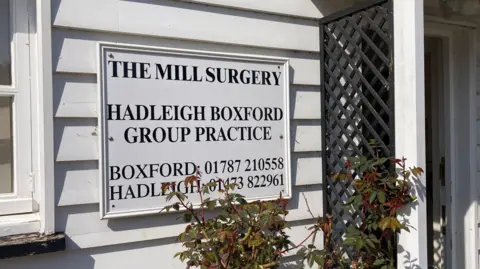 THE MILL SURGERY
HADLEIGH BOXFORD
GROUP PRACTICE
BOXFORD: 01787 210558
HADLEIGH: 01473 822961